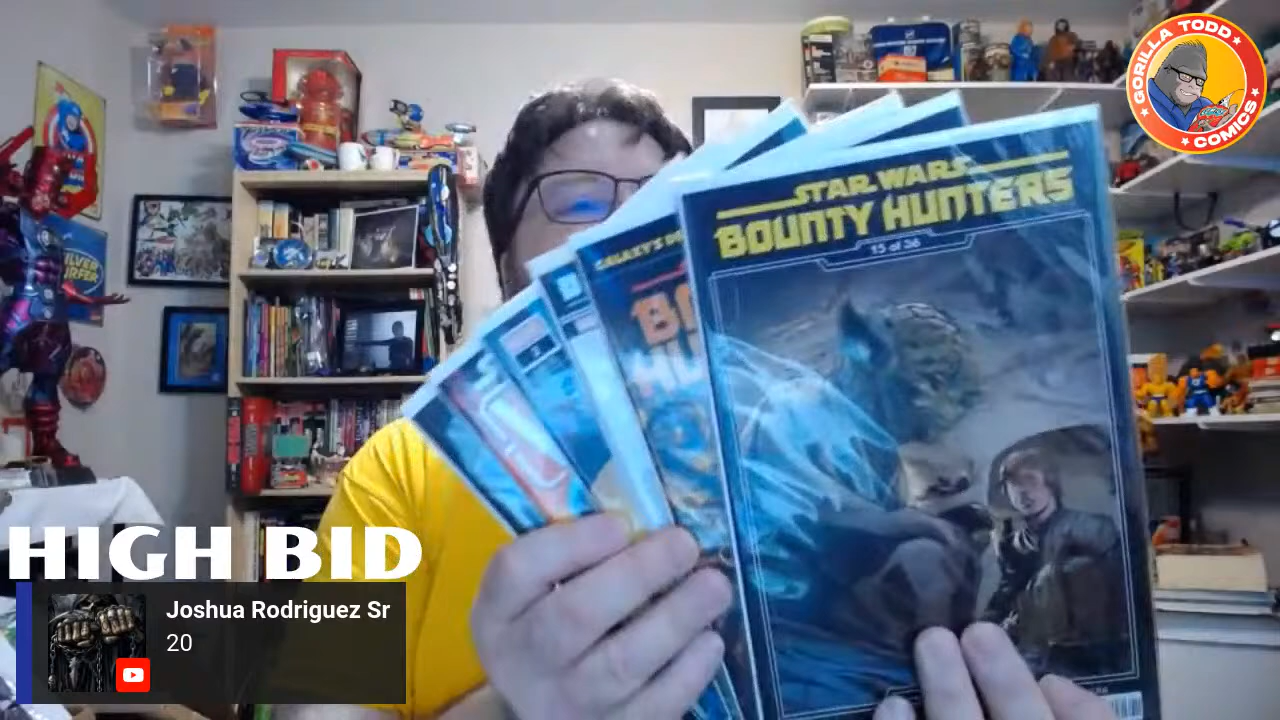 GORILLA TODD
COMICS
STAR WARS
BOUNTY HUNTERS
15 of 36
SILVER
SURFER
HIGH BID
Joshua Rodriguez Sr
20